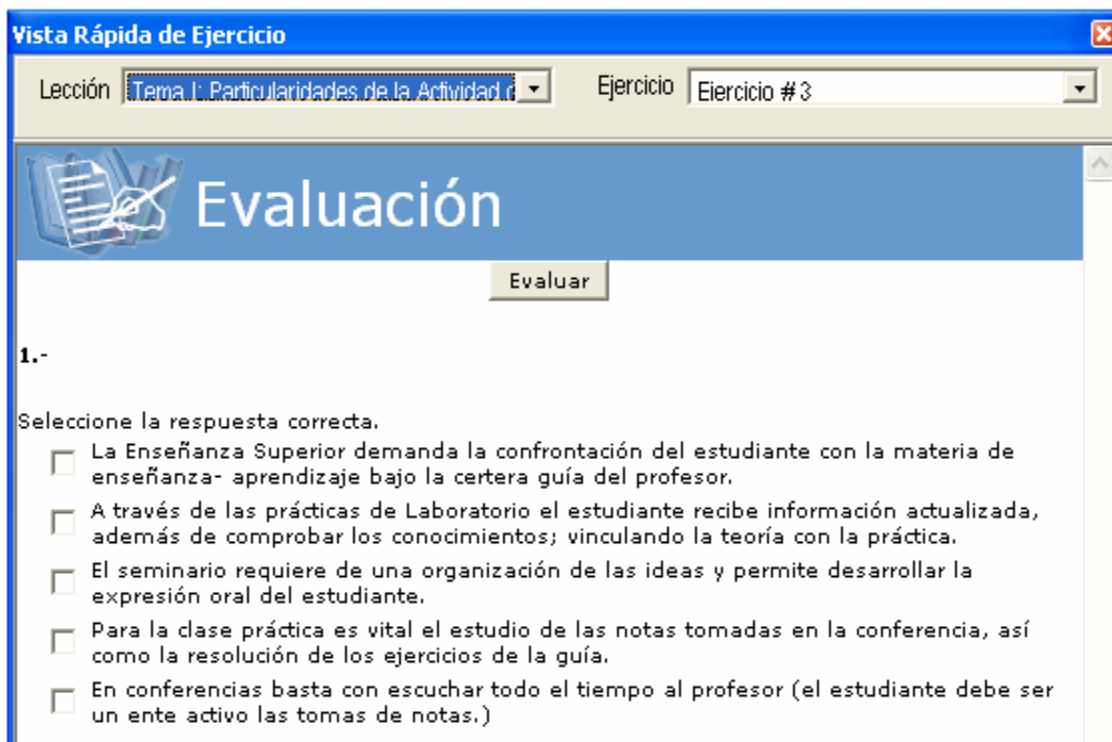 Vista Rápida de Ejercicio
Lección Tema I: Particularidades de la Actividad d Ejercicio Ejercicio # 3
Evaluación
Evaluar
1.-
Seleccione la respuesta correcta.
La Enseñanza Superior demanda la confrontación del estudiante con la materia de
enseñanza- aprendizaje bajo la certera guía del profesor.
A través de las prácticas de Laboratorio el estudiante recibe información actualizada,
además de comprobar los conocimientos; vinculando la teoría con la práctica.
El seminario requiere de una organización de las ideas y permite desarrollar la
expresión oral del estudiante.
Para la clase práctica es vital el estudio de las notas tomadas en la conferencia, así
como la resolución de los ejercicios de la guía.
En conferencias basta con escuchar todo el tiempo al profesor (el estudiante debe ser
un ente activo las tomas de notas.)